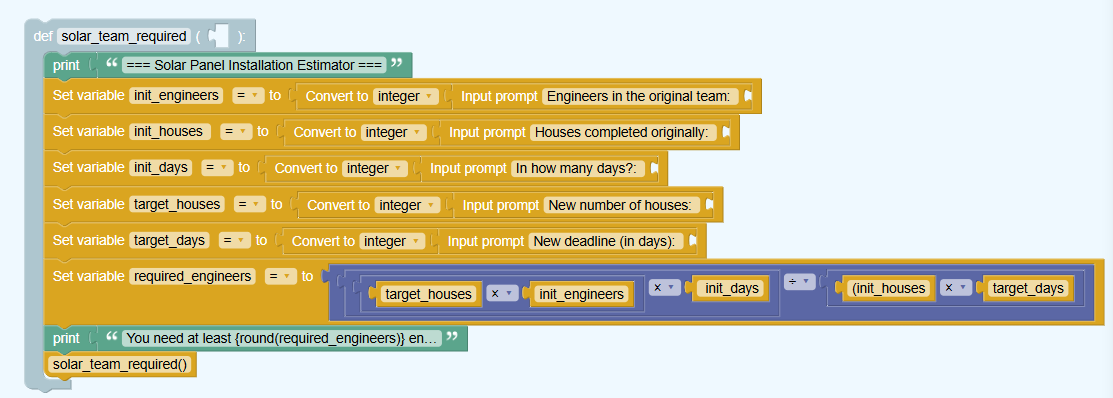 def solar_team_required ( ):
print “ === Solar Panel Installation Estimator === ”
Set variable init_engineers = to Convert to integer Input prompt Engineers in the original team:
Set variable init_houses = to Convert to integer Input prompt Houses completed originally:
Set variable init_days = to Convert to integer Input prompt In how many days?:
Set variable target_houses = to Convert to integer Input prompt New number of houses:
Set variable target_days = to Convert to integer Input prompt New deadline (in days):
Set variable required_engineers = to target_houses × init_engineers × init_days ÷ (init_houses × target_days
print “ You need at least {round(required_engineers)} en... ”
solar_team_required()